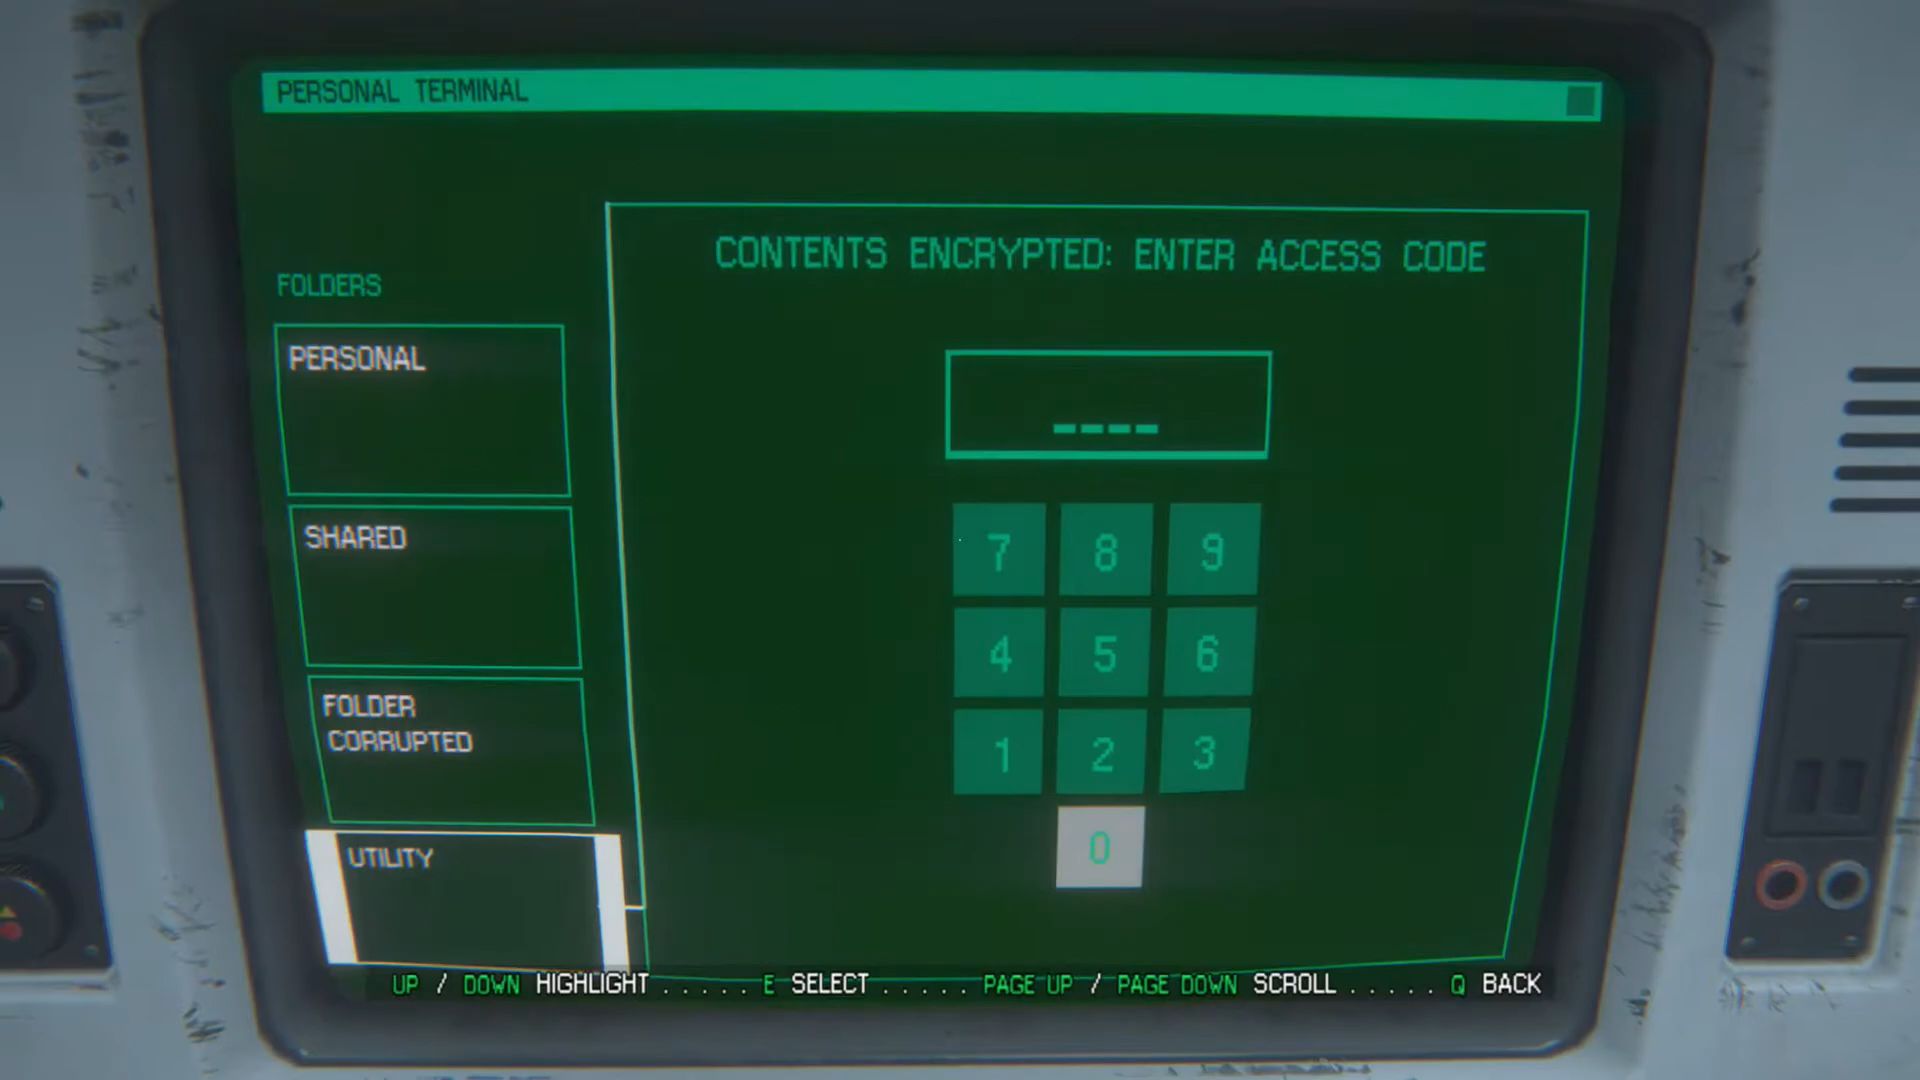 PERSONAL TERMINAL
CONTENTS ENCRYPTED: ENTER ACCESS CODE
FOLDERS
PERSONAL
SHARED
FOLDER
CORRUPTED
UTILITY
7 8 9
4 5 6
1 2 3
0
UP / DOWN HIGHLIGHT ..... E SELECT ..... PAGE UP / PAGE DOWN SCROLL ..... Q BACK